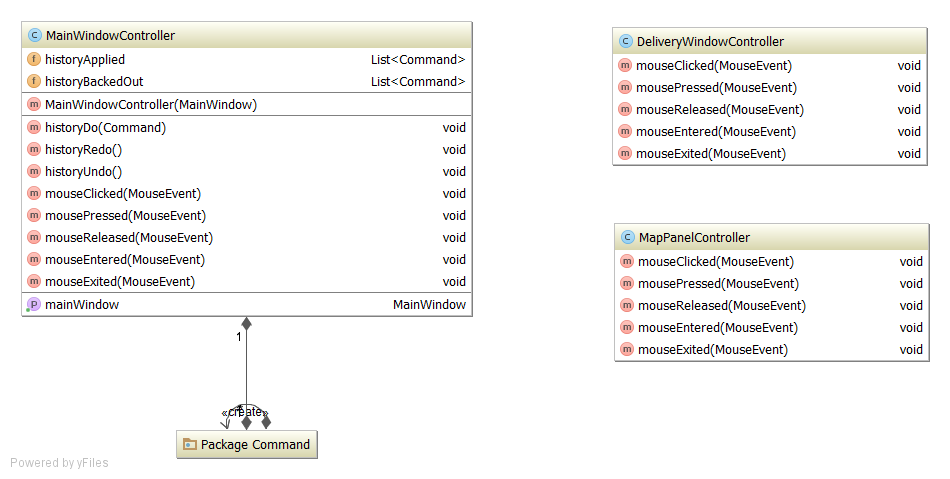 C MainWindowController
f historyApplied List<Command>
f historyBackedOut List<Command>
m MainWindowController(MainWindow)
m historyDo(Command) void
m historyRedo() void
m historyUndo() void
m mouseClicked(MouseEvent) void
m mousePressed(MouseEvent) void
m mouseReleased(MouseEvent) void
m mouseEntered(MouseEvent) void
m mouseExited(MouseEvent) void
P mainWindow MainWindow
1
«create»
Package Command
C DeliveryWindowController
m mouseClicked(MouseEvent) void
m mousePressed(MouseEvent) void
m mouseReleased(MouseEvent) void
m mouseEntered(MouseEvent) void
m mouseExited(MouseEvent) void
C MapPanelController
m mouseClicked(MouseEvent) void
m mousePressed(MouseEvent) void
m mouseReleased(MouseEvent) void
m mouseEntered(MouseEvent) void
m mouseExited(MouseEvent) void
Powered by yFiles